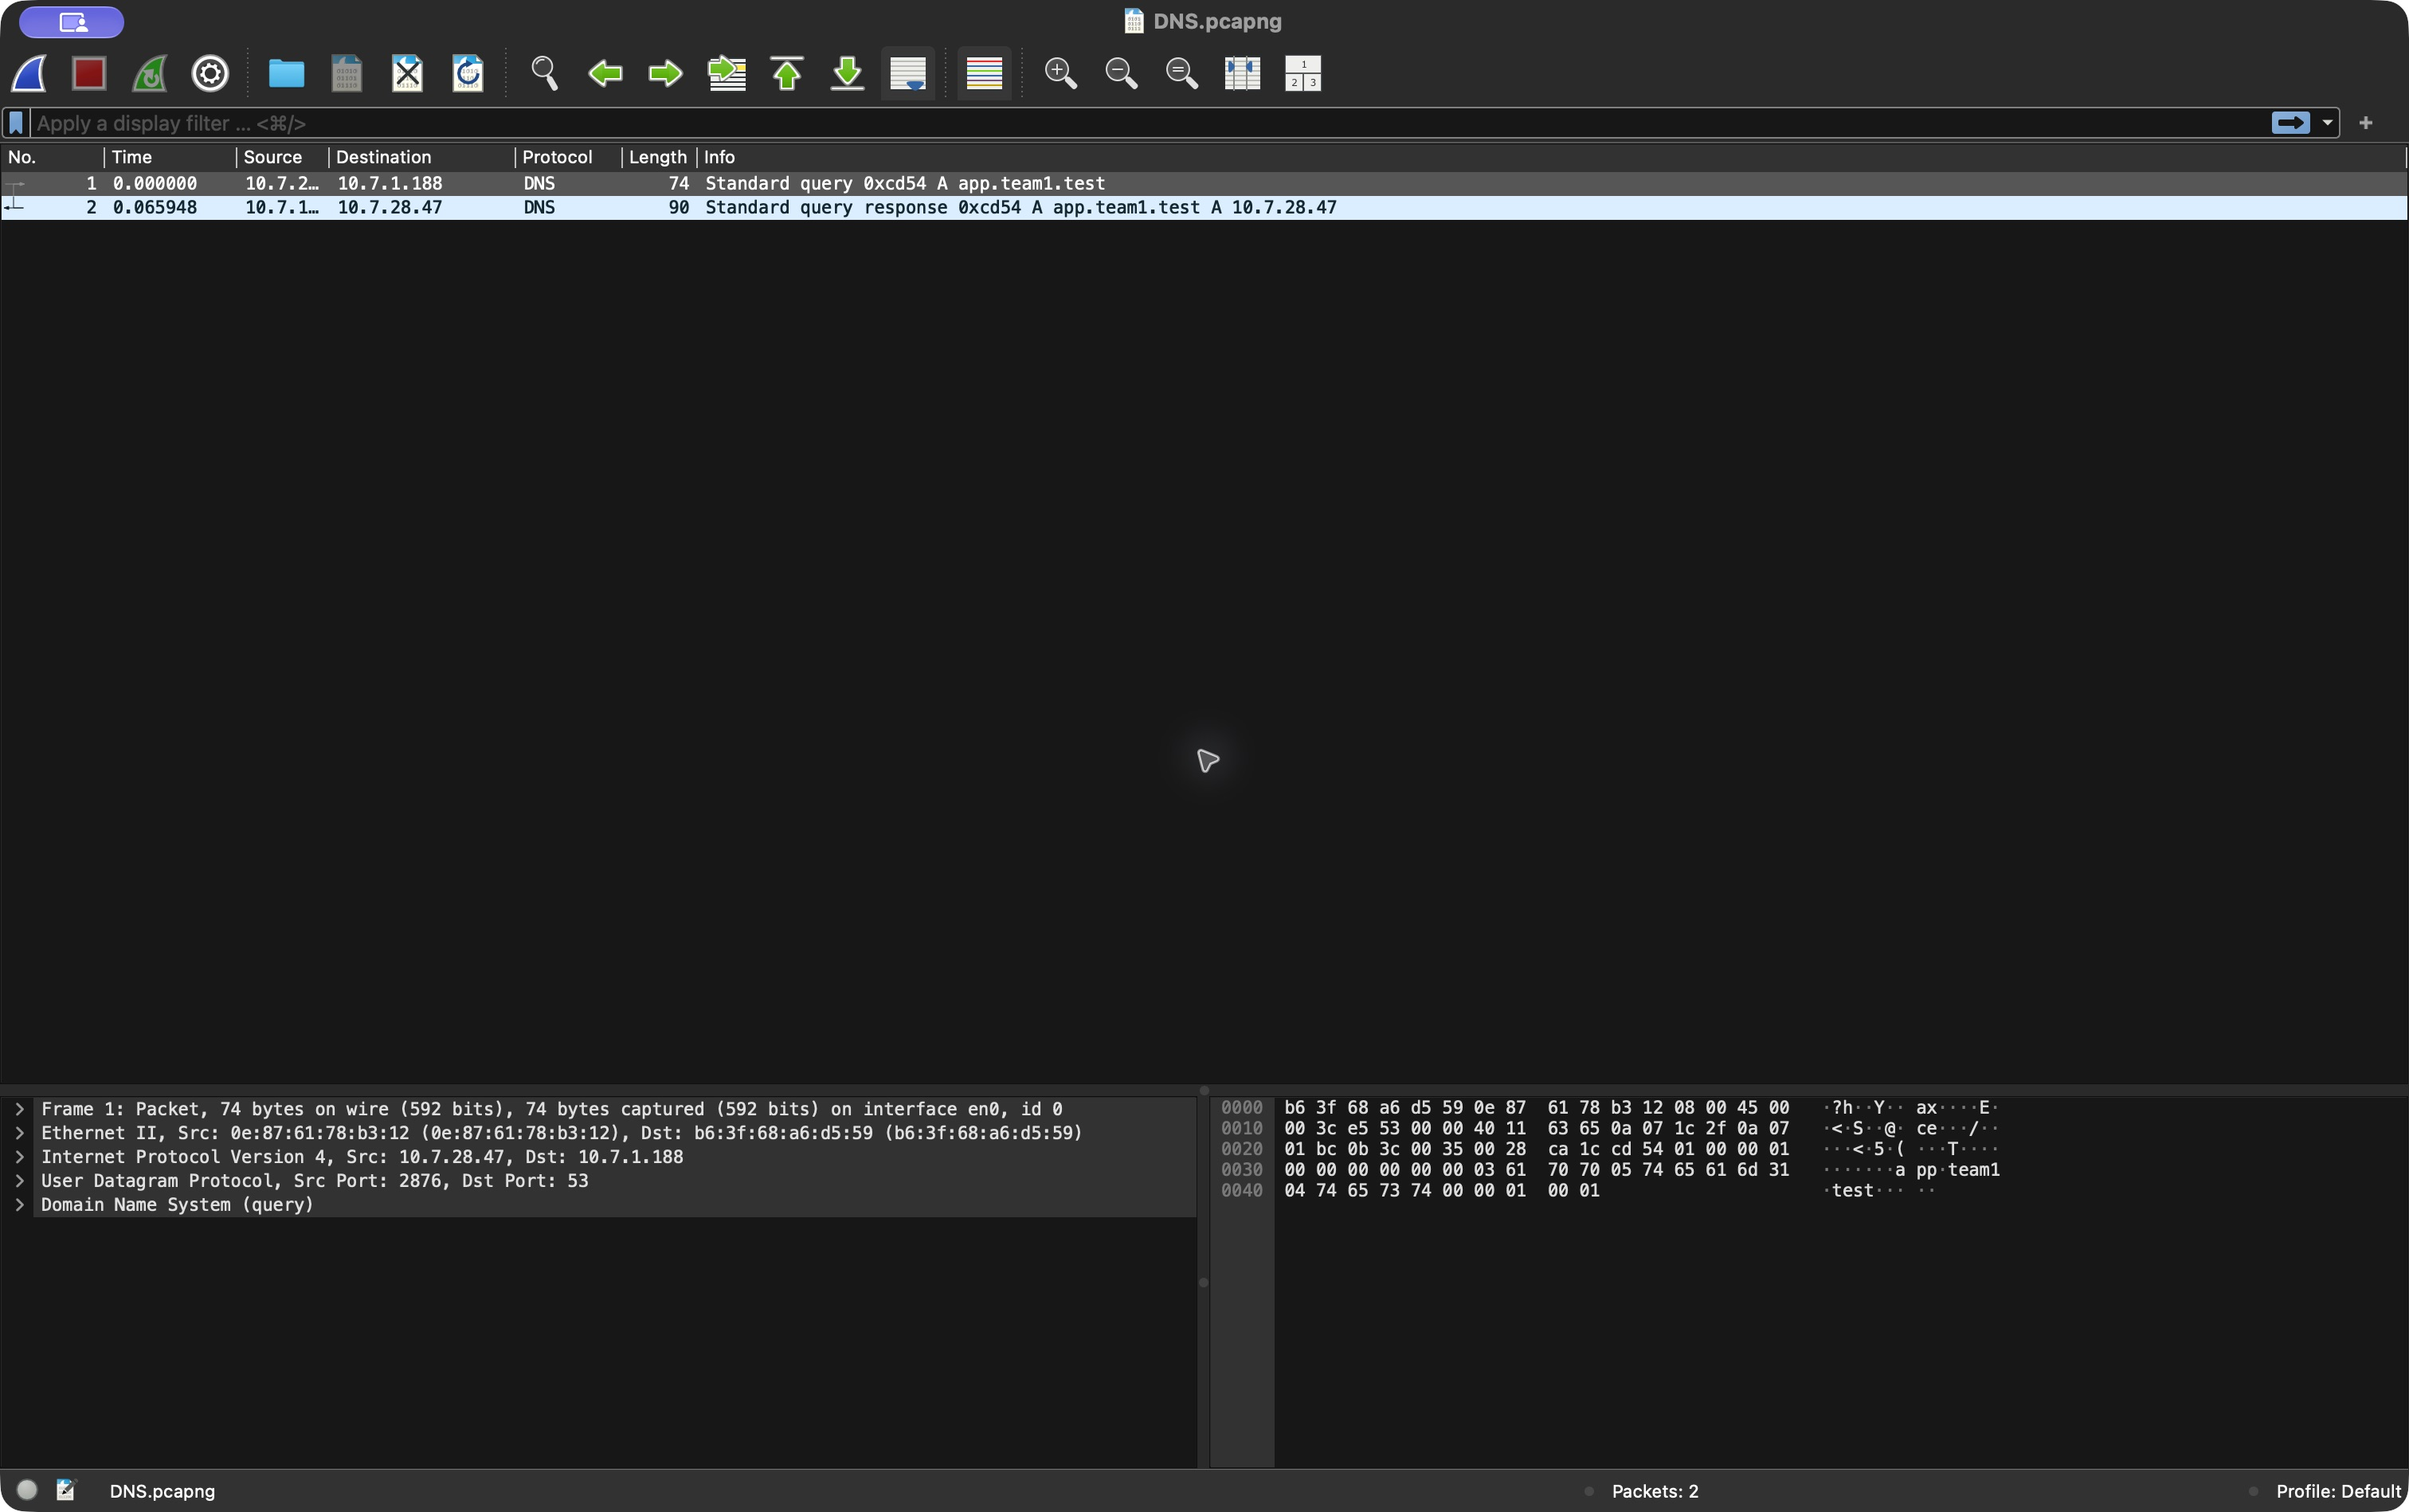 DNS.pcapng
Apply a display filter ... <⌘/>
No. Time Source Destination Protocol Length Info
1 0.000000 10.7.2… 10.7.1.188 DNS 74 Standard query 0xcd54 A app.team1.test
2 0.065948 10.7.1… 10.7.28.47 DNS 90 Standard query response 0xcd54 A app.team1.test A 10.7.28.47
Frame 1: Packet, 74 bytes on wire (592 bits), 74 bytes captured (592 bits) on interface en0, id 0
Ethernet II, Src: 0e:87:61:78:b3:12 (0e:87:61:78:b3:12), Dst: b6:3f:68:a6:d5:59 (b6:3f:68:a6:d5:59)
Internet Protocol Version 4, Src: 10.7.28.47, Dst: 10.7.1.188
User Datagram Protocol, Src Port: 2876, Dst Port: 53
Domain Name System (query)
0000 b6 3f 68 a6 d5 59 0e 87 61 78 b3 12 08 00 45 00 ·?h··Y·· ax····E·
0010 00 3c e5 53 00 00 40 11 63 65 0a 07 1c 2f 0a 07 ·<·S··@· ce···/··
0020 01 bc 0b 3c 00 35 00 28 ca 1c cd 54 01 00 00 01 ···<·5·( ···T····
0030 00 00 00 00 00 00 03 61 70 70 05 74 65 61 6d 31 ·······a pp·team1
0040 04 74 65 73 74 00 00 01 00 01 ·test··· ··
DNS.pcapng
Packets: 2
Profile: Default